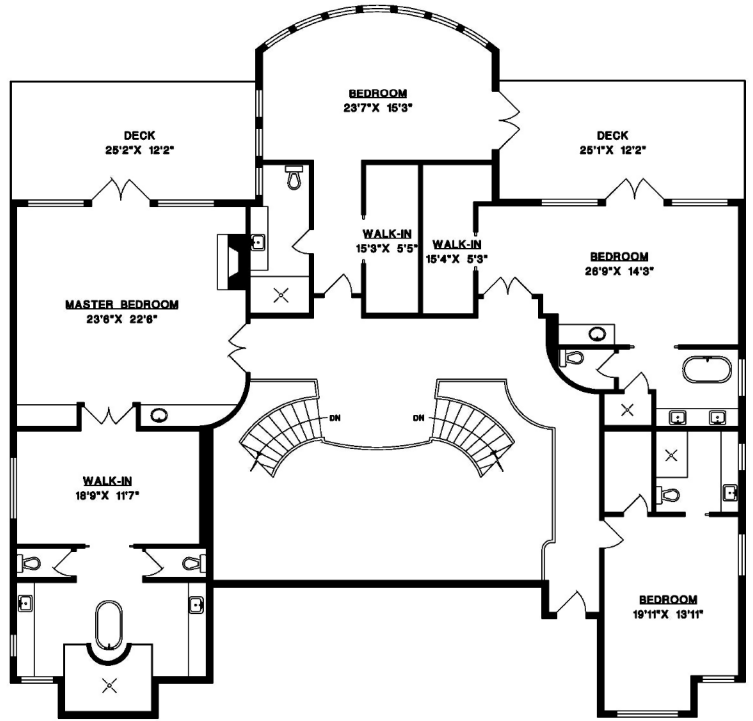 BEDROOM
23'7"X 15'3"
DECK
25'2"X 12'2"
DECK
25'1"X 12'2"
WALK-IN
15'3"X 5'5"
WALK-IN
15'4"X 5'3"
BEDROOM
26'9"X 14'3"
MASTER BEDROOM
23'6"X 22'6"
DN
DN
WALK-IN
18'9"X 11'7"
BEDROOM
19'11"X 13'11"